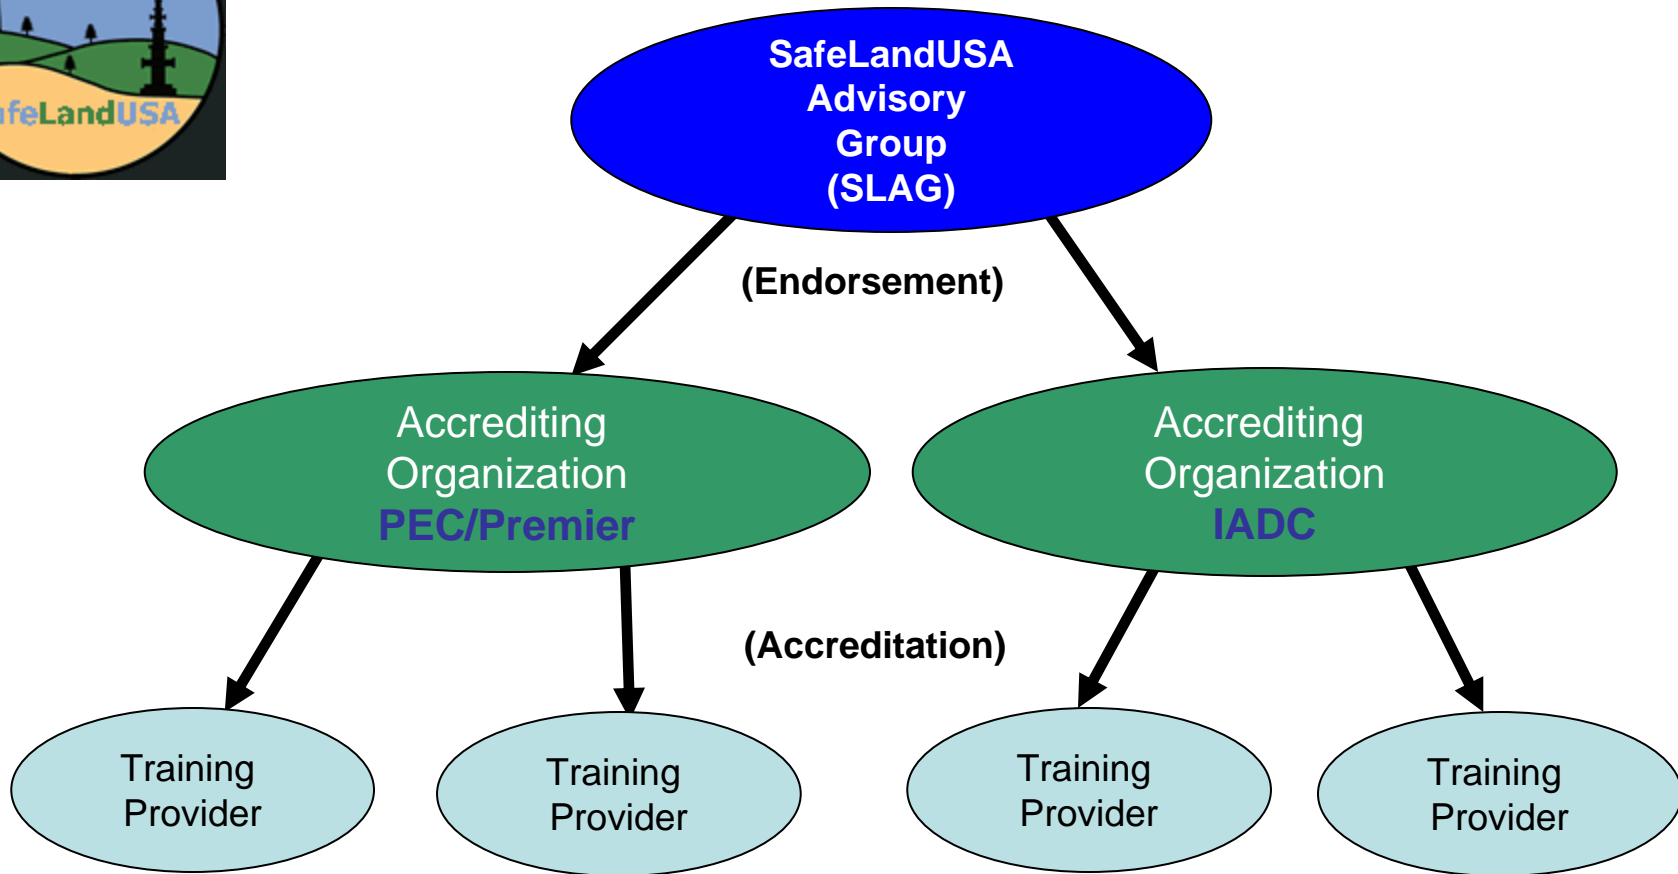 feLandUSA
SafeLandUSA
Advisory
Group
(SLAG)
(Endorsement)
Accrediting
Organization
PEC/Premier
Accrediting
Organization
IADC
(Accreditation)
Training
Provider
Training
Provider
Training
Provider
Training
Provider